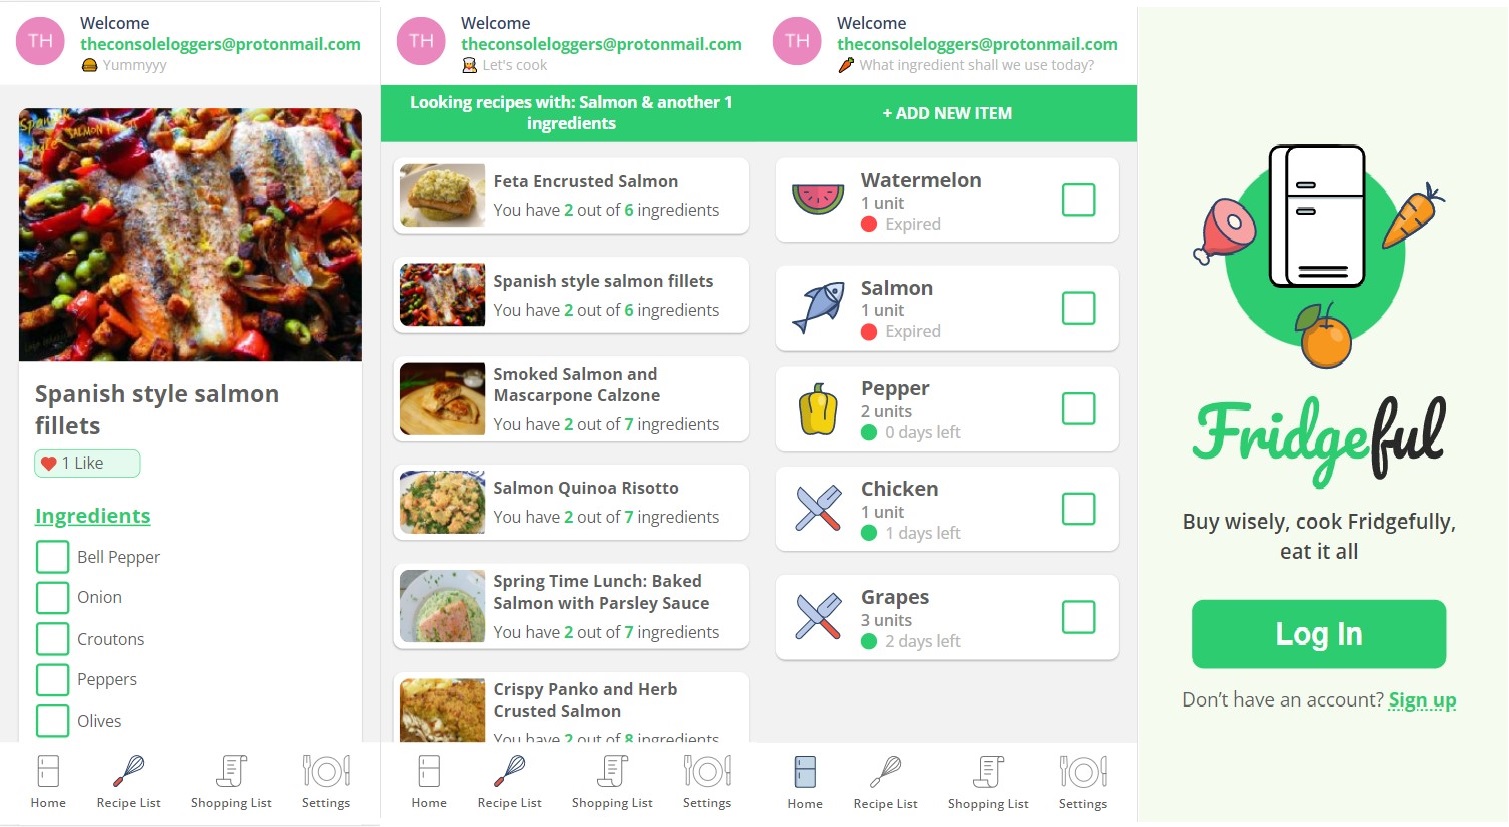 TH
Welcome
theconsoleloggers@protonmail.com
Yummyyy
Spanish
style
SALMON
Spanish style salmon
fillets
1 Like
Ingredients
Bell Pepper
Onion
Croutons
Peppers
Olives
Home
Recipe List
Shopping List
Settings
TH
Welcome
theconsoleloggers@protonmail.com
Let's cook
Looking recipes with: Salmon & another 1
ingredients
Feta Encrusted Salmon
You have 2 out of 6 ingredients
Spanish style salmon fillets
You have 2 out of 6 ingredients
Smoked Salmon and
Mascarpone Calzone
You have 2 out of 7 ingredients
Salmon Quinoa Risotto
You have 2 out of 7 ingredients
Spring Time Lunch: Baked
Salmon with Parsley Sauce
You have 2 out of 7 ingredients
Crispy Panko and Herb
Crusted Salmon
You have 2 out of 8 ingredients
Home
Recipe List
Shopping List
Settings
TH
Welcome
theconsoleloggers@protonmail.com
What ingredient shall we use today?
+ ADD NEW ITEM
Watermelon
1 unit
Expired
Salmon
1 unit
Expired
Pepper
2 units
0 days left
Chicken
1 unit
1 days left
Grapes
3 units
2 days left
Home
Recipe List
Shopping List
Settings
Fridgeful
Buy wisely, cook Fridgefully,
eat it all
Log In
Don't have an account? Sign up